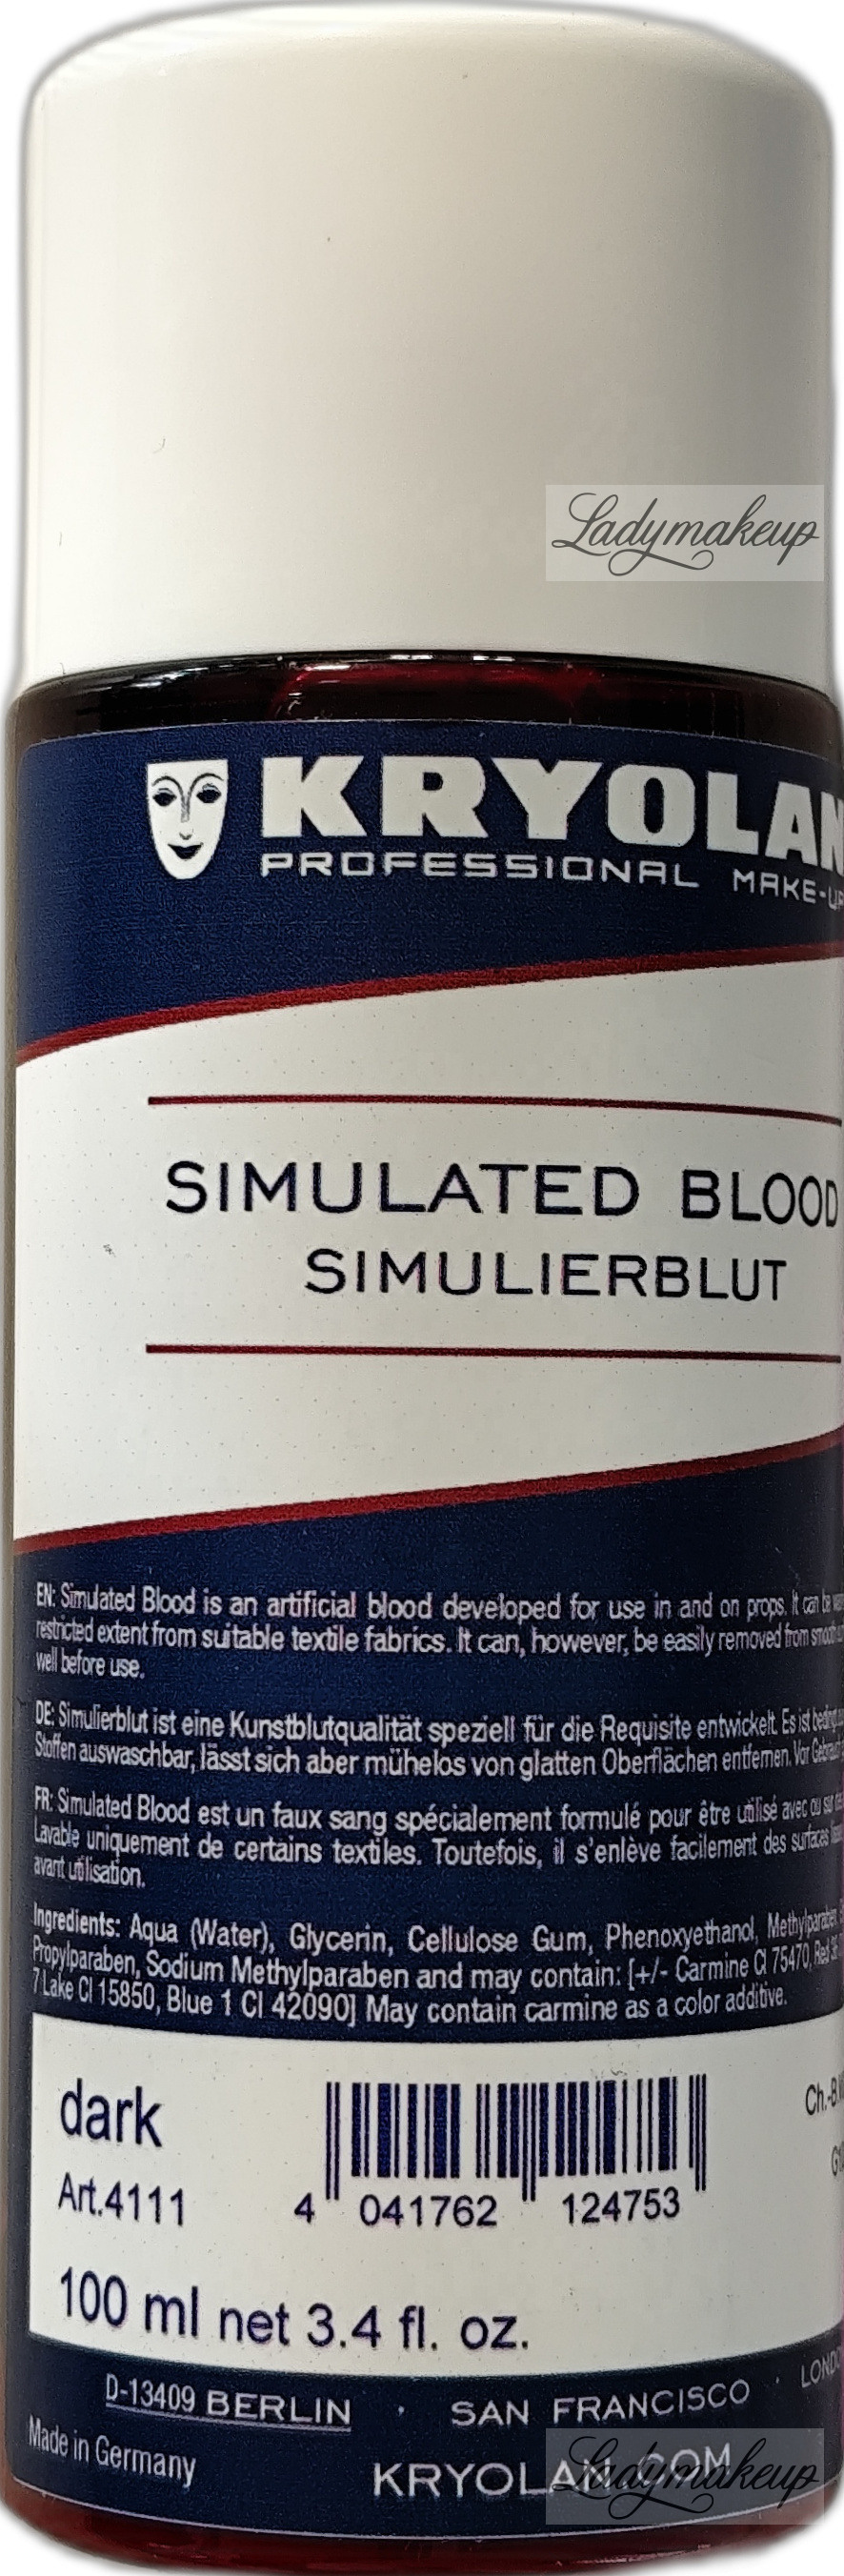 Ladymakeup
KRYOLAN
PROFESSIONAL MAKE-UP
SIMULATED BLOOD
SIMULIERBLUT
EN: Simulated Blood is an artificial blood developed for use in and on props. It can be
restricted extent from suitable textile fabrics. It can, however, be easily removed from smooth
well before use.
DE: Simulierblut ist eine Kunstblutqualität speziell für die Requisite entwickelt. Es ist bedingt
Stoffen auswaschbar, lässt sich aber mühelos von glatten Oberflächen entfernen. Vor Gebrauch
FR: Simulated Blood est un faux sang spécialement formulé pour être utilisé avec ou sur
Lavable uniquement de certains textiles. Toutefois, il s'enlève facilement des surfaces
avant utilisation.
Ingredients: Aqua (Water), Glycerin, Cellulose Gum, Phenoxyethanol, Methylparaben,
Propylparaben, Sodium Methylparaben and may contain: [+/- Carmine CI 75470, Red
7 Lake CI 15850, Blue 1 CI 42090] May contain carmine as a color additive.
dark
Art.4111
4 041762 124753
Ch.-B.
100 ml net 3.4 fl. oz.
D-13409 BERLIN · SAN FRANCISCO ·
Made in Germany
KRYOLAN.COM
Ladymakeup